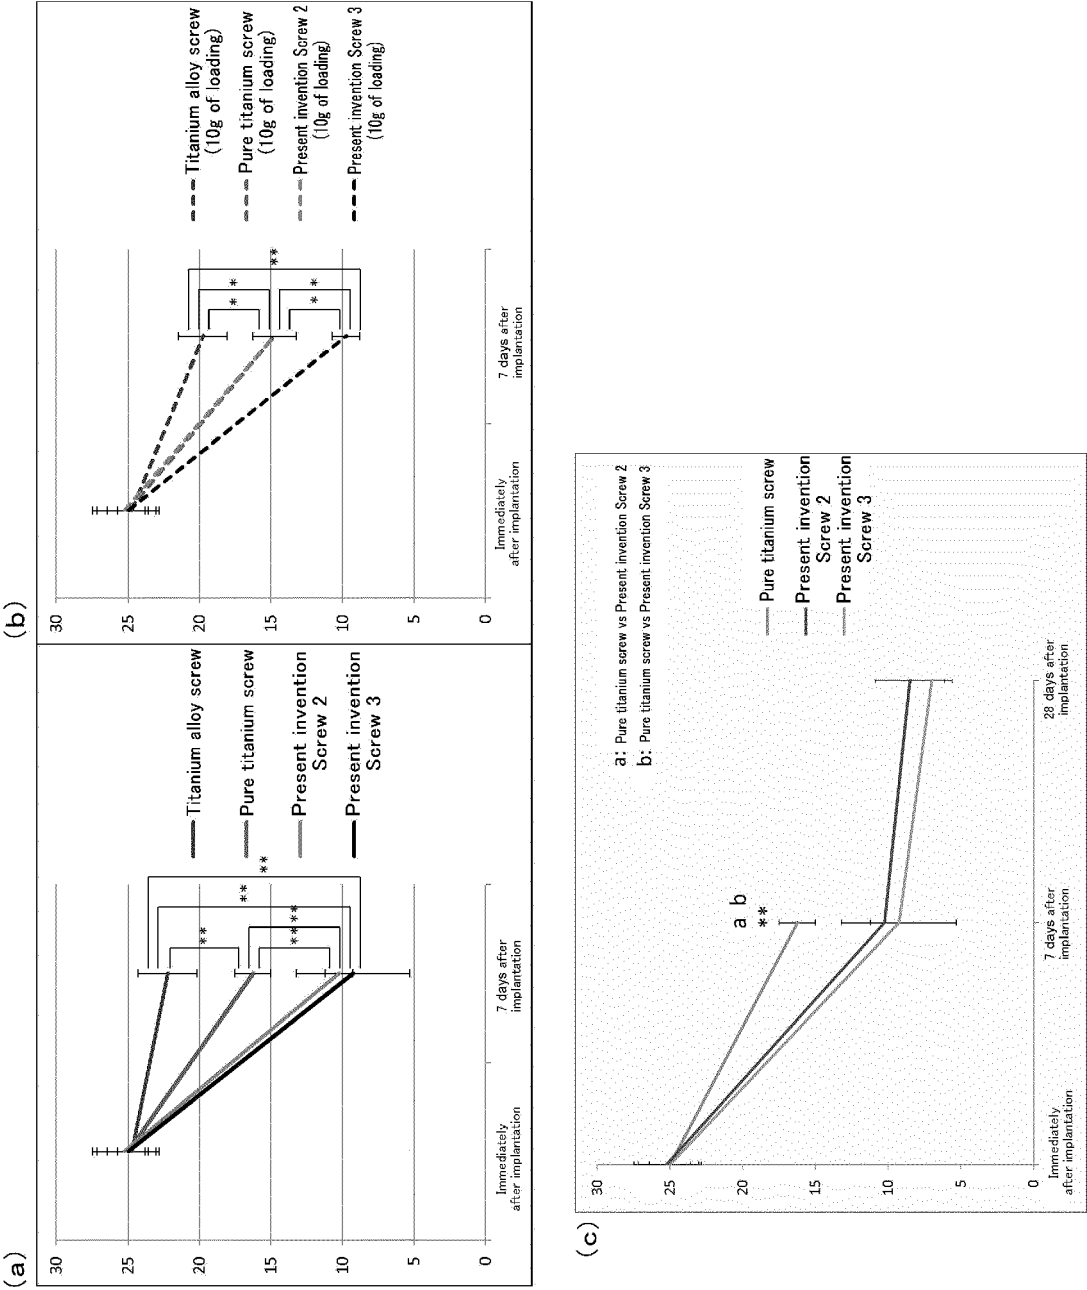 (a)
30
25
20
15
10
5
0
Immediately
after implantation
7 days after
implantation
**
**
**
**
**
**
Titanium alloy screw
Pure titanium screw
Present invention
Screw 2
Present invention
Screw 3
(b)
30
25
20
15
10
5
0
Immediately
after implantation
7 days after
implantation
*
*
*
*
**
Titanium alloy screw
(10g of loading)
Pure titanium screw
(10g of loading)
Present invention Screw 2
(10g of loading)
Present invention Screw 3
(10g of loading)
(c)
30
25
20
15
10
5
0
Immediately
after implantation
7 days after
implantation
28 days after
implantation
a b
**
a: Pure titanium screw vs Present invention Screw 2
b: Pure titanium screw vs Present invention Screw 3
Pure titanium screw
Present invention
Screw 2
Present invention
Screw 3